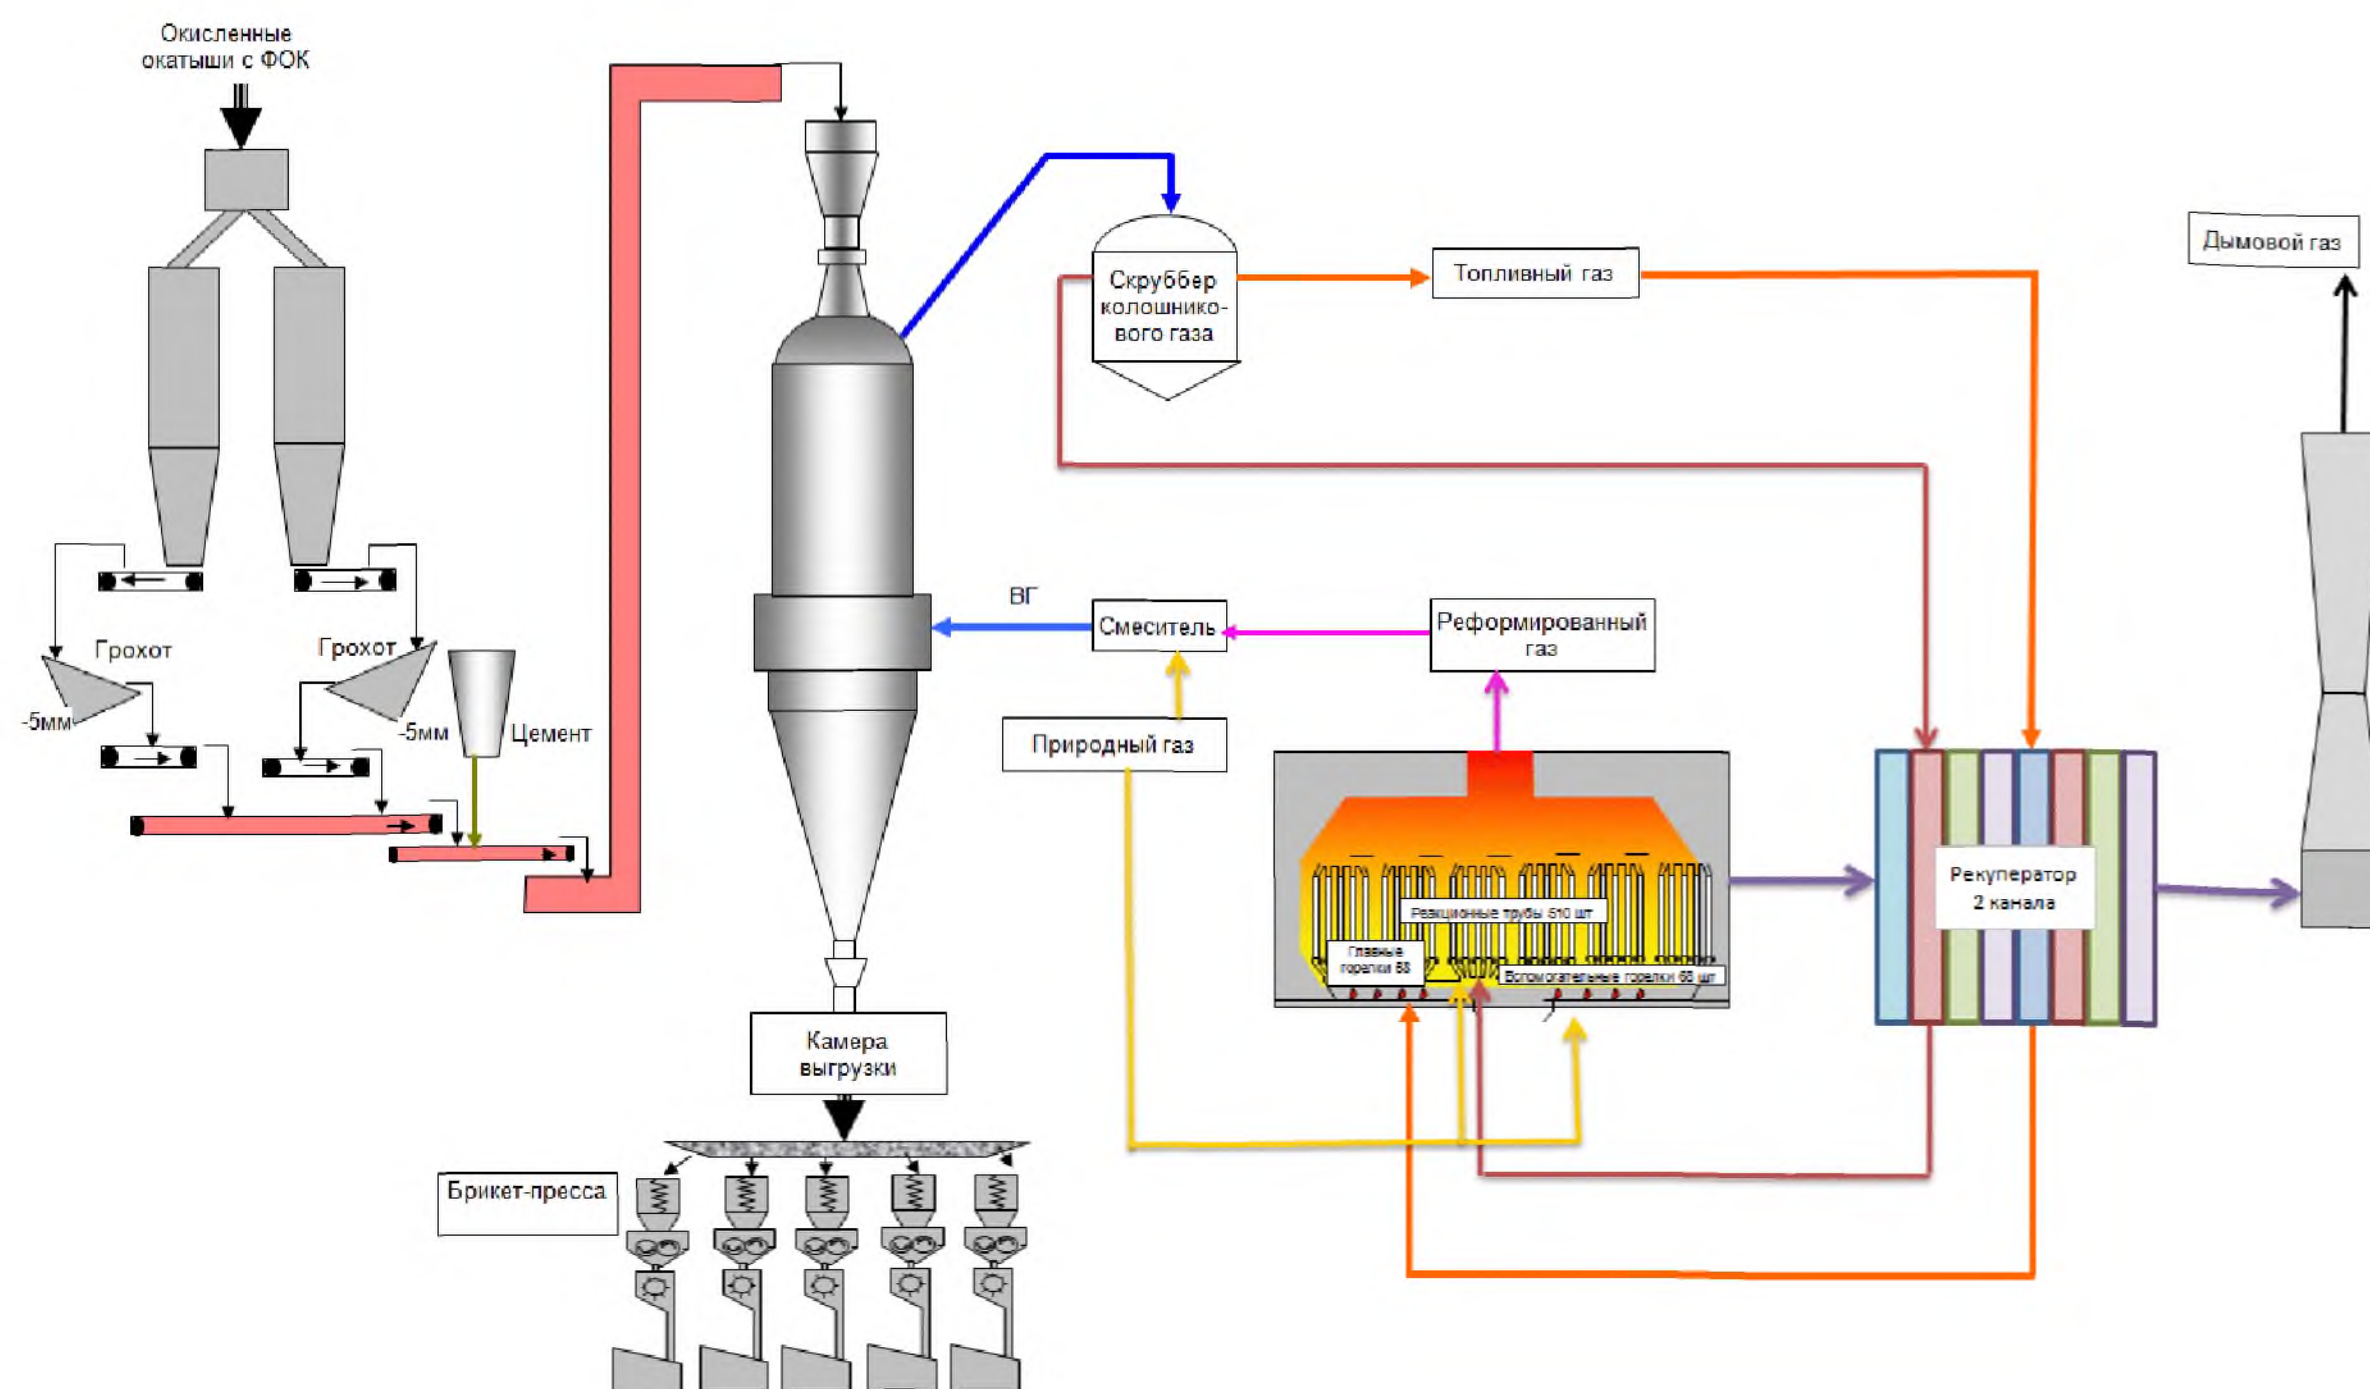 Окисленные
окатыши с ФОК
Дымовой газ
Скруббер
колошнико-
вого газа
Топливный газ
ВГ
Смеситель
Реформированный
газ
Грохот
Грохот
-5мм
-5мм
Цемент
Природный газ
Рекуператор
2 канала
Реакционные трубы 510 шт
Главные
горелки 68
Вспомогательные горелки 68 шт
Камера
выгрузки
Брикет-пресса